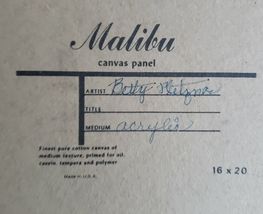 Malibu
canvas panel
ARTIST Betty
TITLE
MEDIUM acrylic
Finest pure cotton canvas of
medium texture, primed for oil,
casein, tempera and polymer
MADE IN U.S.A.
16 x 20